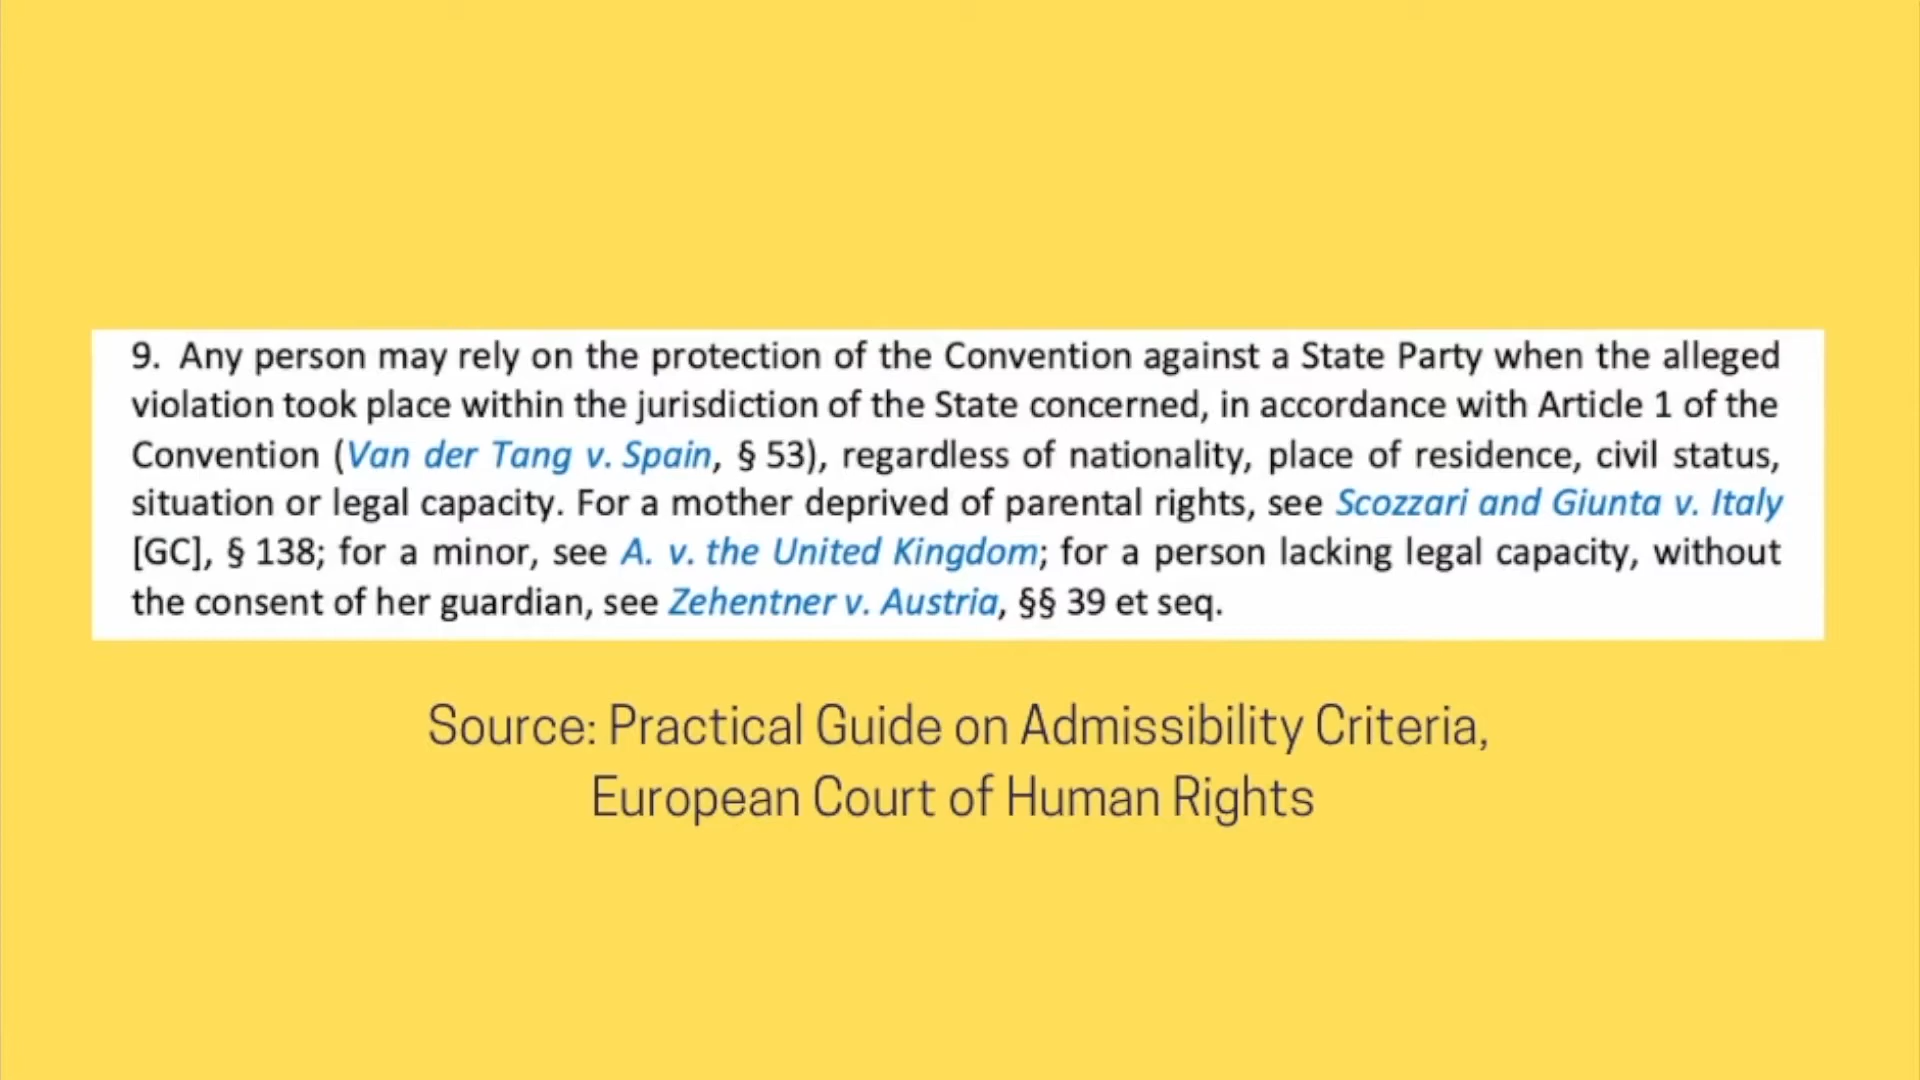 9. Any person may rely on the protection of the Convention against a State Party when the alleged
violation took place within the jurisdiction of the State concerned, in accordance with Article 1 of the
Convention (Van der Tang v. Spain, § 53), regardless of nationality, place of residence, civil status,
situation or legal capacity. For a mother deprived of parental rights, see Scozzari and Giunta v. Italy
[GC], § 138; for a minor, see A. v. the United Kingdom; for a person lacking legal capacity, without
the consent of her guardian, see Zehentner v. Austria, §§ 39 et seq.
Source: Practical Guide on Admissibility Criteria,
European Court of Human Rights